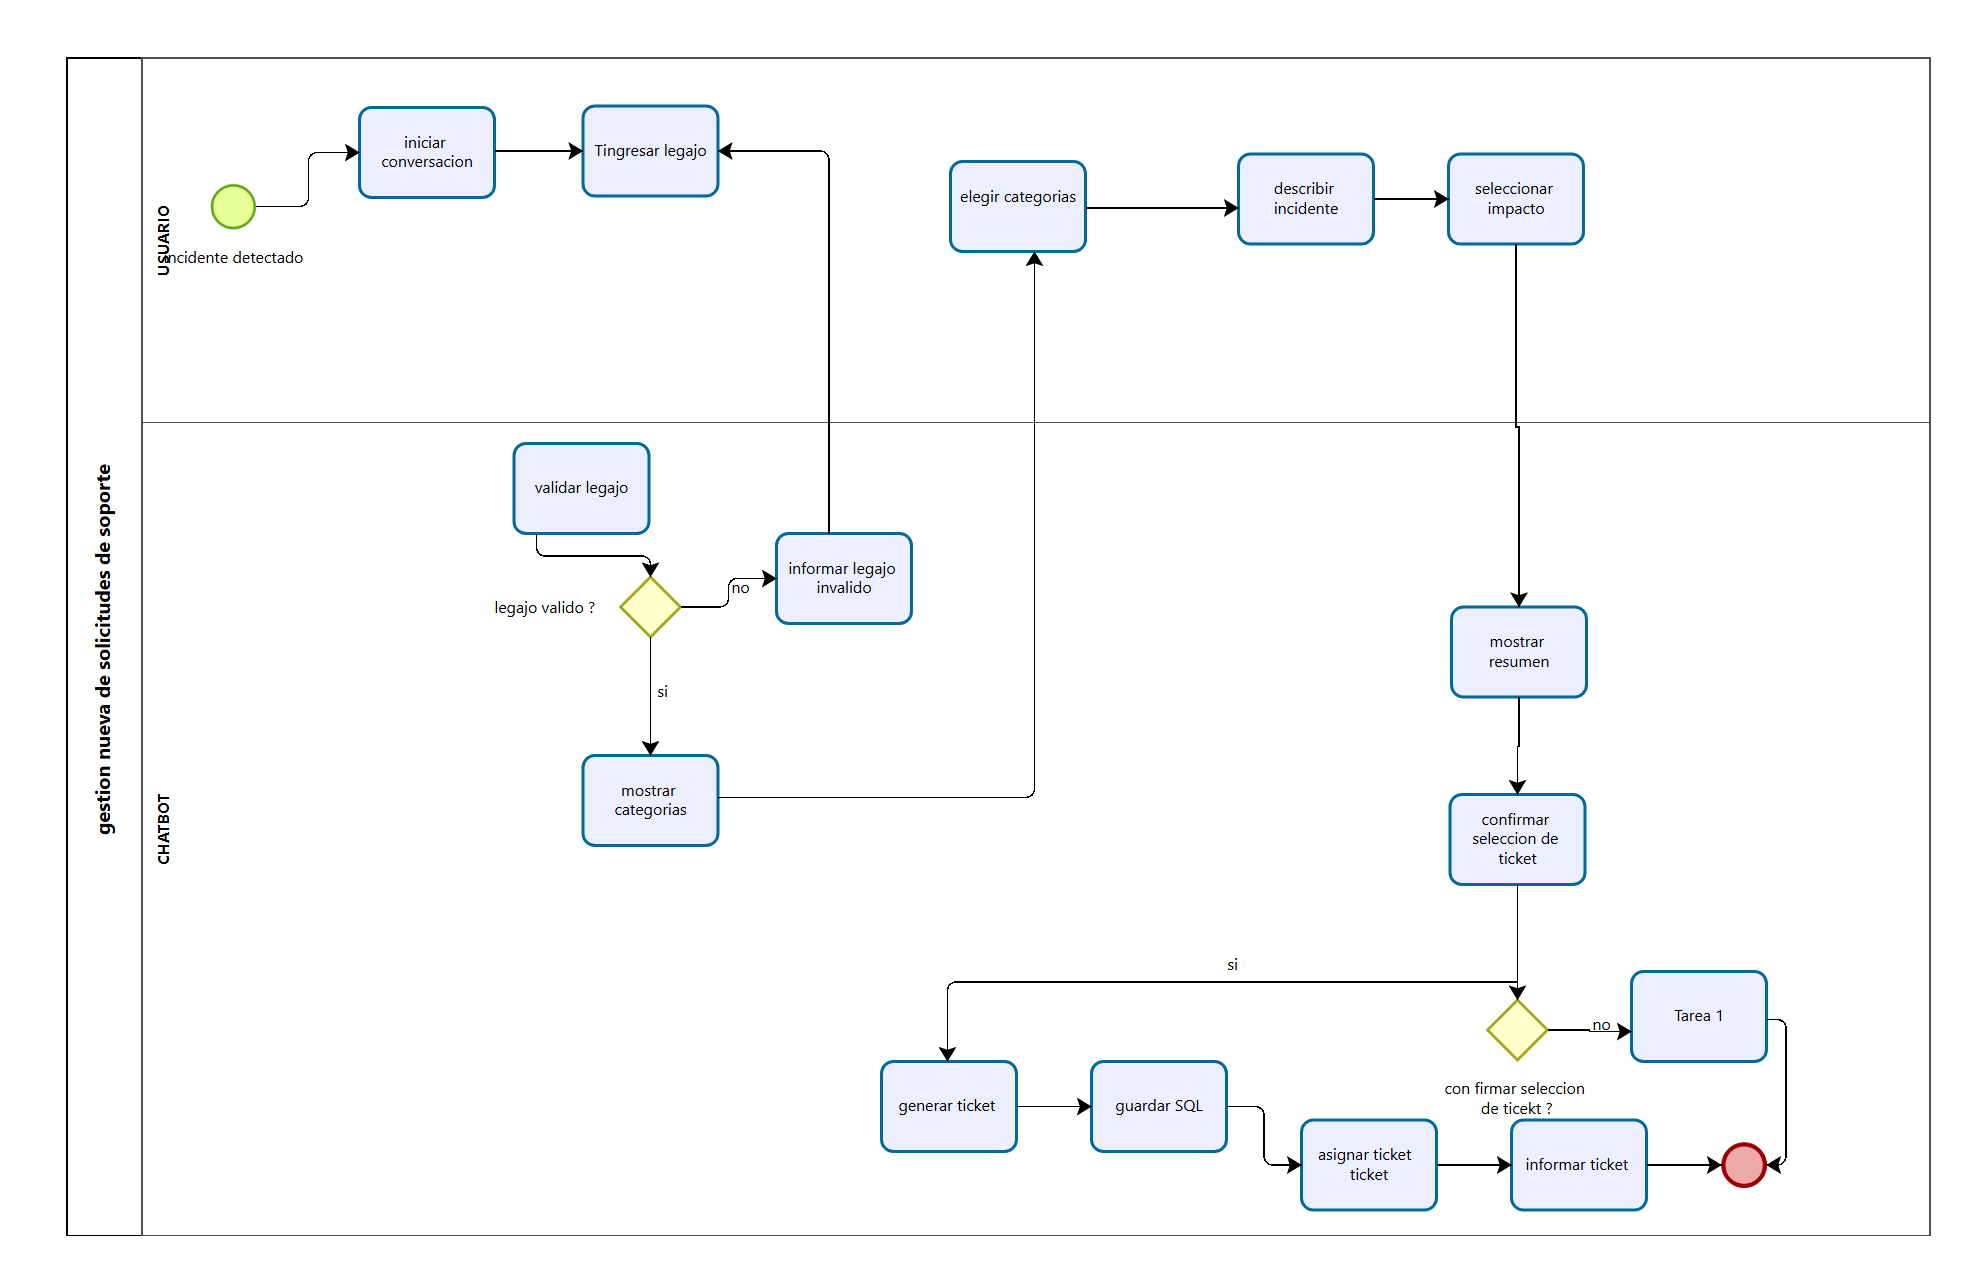 gestion nueva de solicitudes de soporte
USUARIO
incidente detectado
iniciar
conversacion
Tingresar legajo
elegir categorias
describir
incidente
seleccionar
impacto
CHATBOT
validar legajo
legajo valido ?
no
informar legajo
invalido
si
mostrar
categorias
mostrar
resumen
confirmar
seleccion de
ticket
si
no
Tarea 1
con firmar seleccion
de ticekt ?
generar ticket
guardar SQL
asignar ticket
ticket
informar ticket